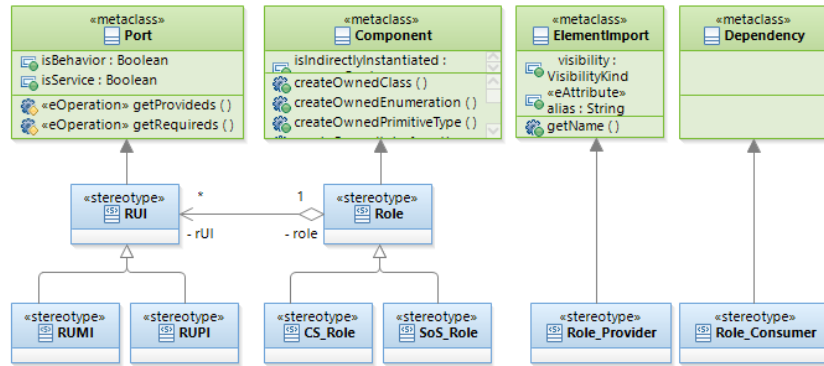 «metaclass»
Port
isBehavior : Boolean
isService : Boolean
«eOperation» getProvideds ( )
«eOperation» getRequireds ( )
«metaclass»
Component
isIndirectlyInstantiated :
createOwnedClass ( )
createOwnedEnumeration ( )
createOwnedPrimitiveType ( )
«metaclass»
ElementImport
visibility :
VisibilityKind
«eAttribute»
alias : String
getName ( )
«metaclass»
Dependency
«stereotype»
RUI
*
- rUI
1
- role
«stereotype»
Role
«stereotype»
RUMI
«stereotype»
RUPI
«stereotype»
CS_Role
«stereotype»
SoS_Role
«stereotype»
Role_Provider
«stereotype»
Role_Consumer